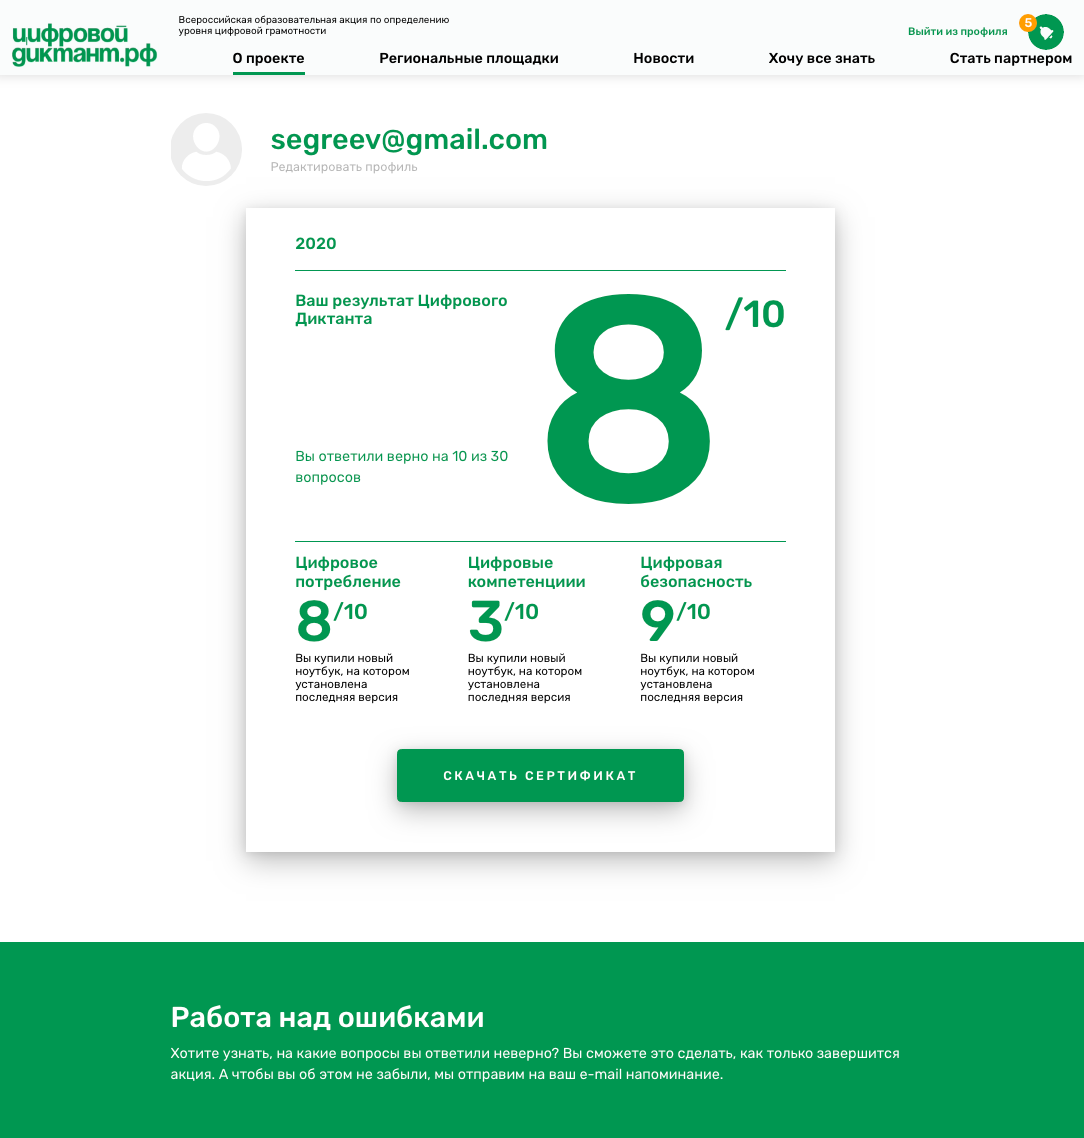 цифровой
диктант.рф
Всероссийская образовательная акция по определению
уровня цифровой грамотности
Выйти из профиля
5
О проекте
Региональные площадки
Новости
Хочу все знать
Стать партнером
segreev@gmail.com
Редактировать профиль
2020
Ваш результат Цифрового
Диктанта
8
/10
Вы ответили верно на 10 из 30
вопросов
Цифровое
потребление
8/10
Вы купили новый
ноутбук, на котором
установлена
последняя версия
Цифровые
компетенциии
3/10
Вы купили новый
ноутбук, на котором
установлена
последняя версия
Цифровая
безопасность
9/10
Вы купили новый
ноутбук, на котором
установлена
последняя версия
СКАЧАТЬ СЕРТИФИКАТ
Работа над ошибками
Хотите узнать, на какие вопросы вы ответили неверно? Вы сможете это сделать, как только завершится
акция. А чтобы вы об этом не забыли, мы отправим на ваш e-mail напоминание.